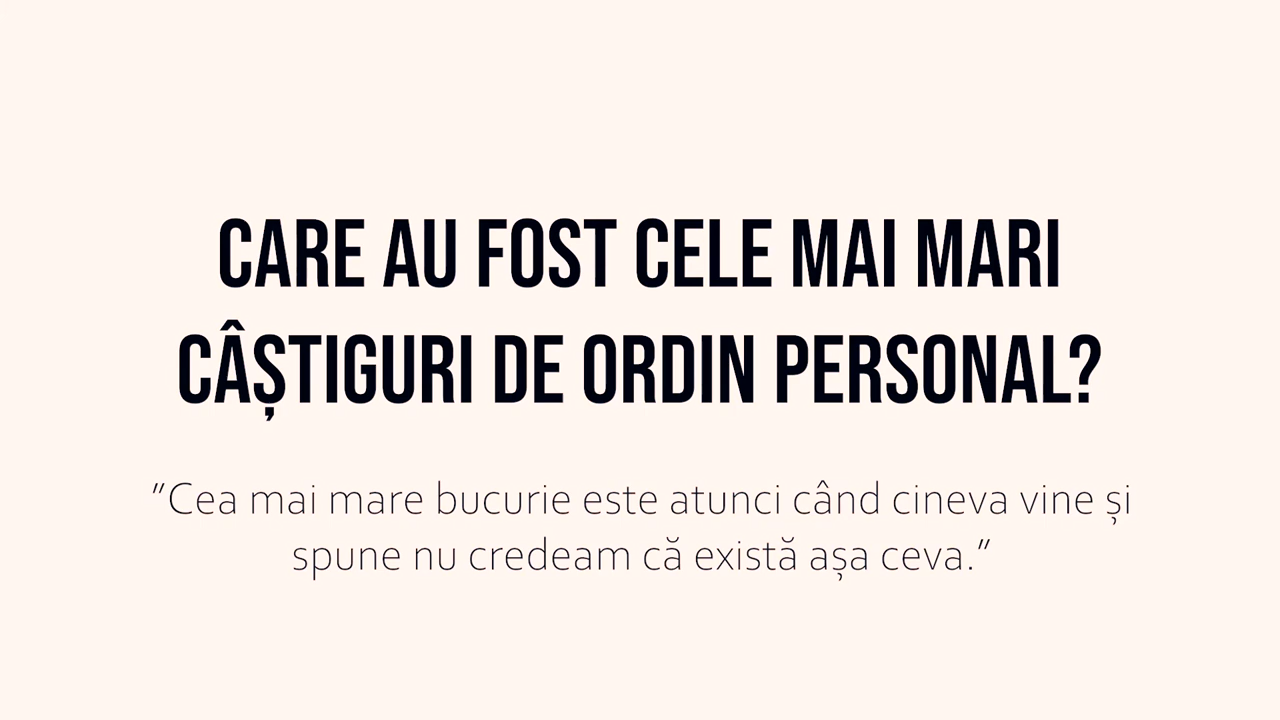 CARE AU FOST CELE MAI MARI
CÂȘTIGURI DE ORDIN PERSONAL?
"Cea mai mare bucurie este atunci când cineva vine și
spune nu credeam că există așa ceva."